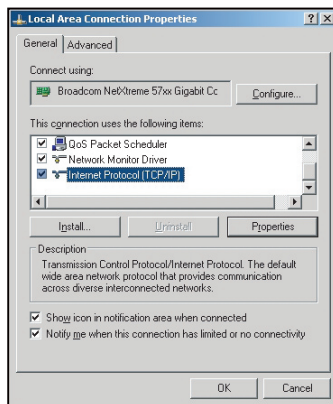 Local Area Connection Properties
General Advanced
Connect using:
Broadcom NetXtreme 57xx Gigabit Cc
Configure...
This connection uses the following items:
QoS Packet Scheduler
Network Monitor Driver
Internet Protocol (TCP/IP)
Install... Uninstall Properties
Description
Transmission Control Protocol/Internet Protocol. The default
wide area network protocol that provides communication
across diverse interconnected networks.
Show icon in notification area when connected
Notify me when this connection has limited or no connectivity
OK Cancel